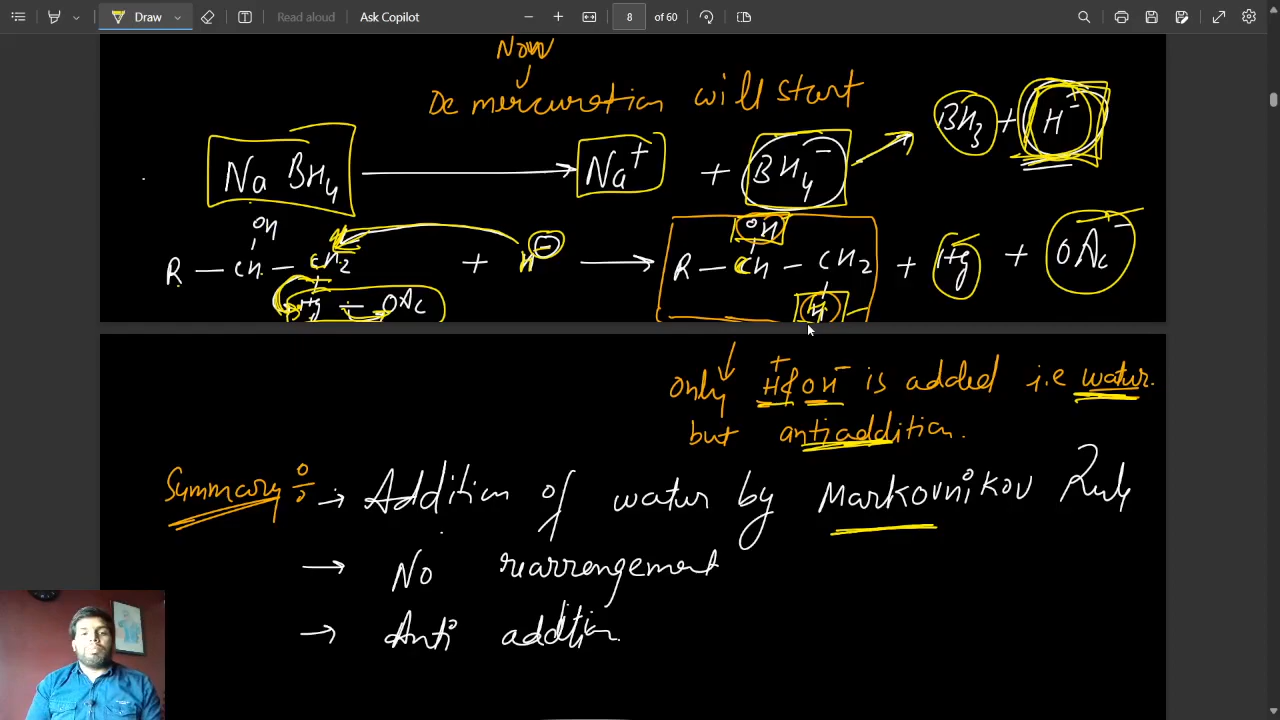 Draw
Read aloud
Ask Copilot
8
of 60
Now
De mercuration will start
Na BH4 → Na+ + BH4− → BH3 + H−
OH OH
R — CH — CH2 + H− → R — CH — CH2 + Hg + OAc−
Hg — OAc H
only H+ & OH− is added i.e water.
but antiaddition.
Summary :- → Addition of water by Markovnikov Rule
→ No rearrengement
→ Anti addition